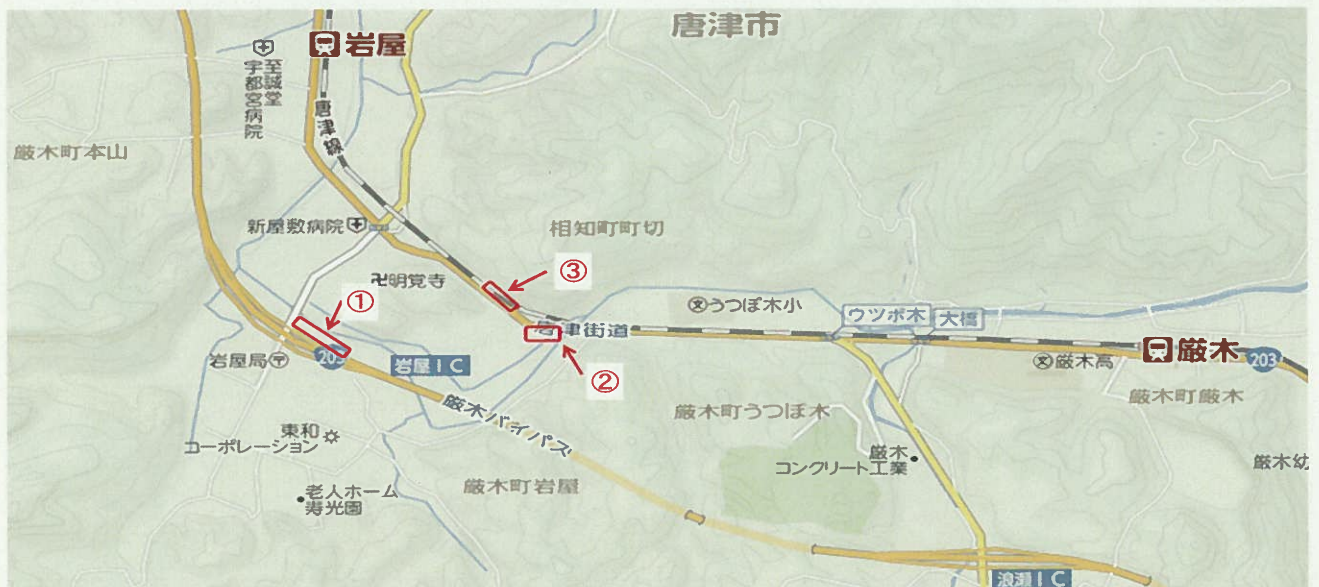 唐津市
岩屋
至誠堂
宇都宮病院
唐津線
厳木町本山
新屋敷病院
相知町町切
卍明覚寺
③
①
うつぼ木小
ウツボ木
大橋
唐津街道
岩屋局
203
岩屋IC
②
厳木
厳木高
203
厳木町厳木
厳木バイパス
厳木町うつぼ木
東和
コーポレーション
厳木
コンクリート工業
厳木幼
老人ホーム
寿光園
厳木町岩屋
浪瀬IC